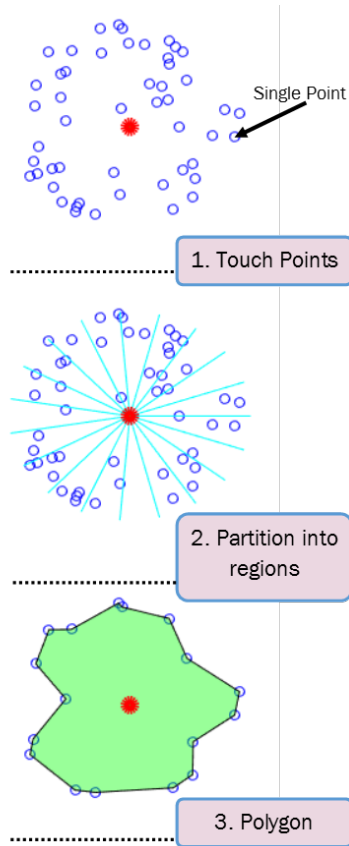 Single Point
1. Touch Points
2. Partition into
regions
3. Polygon